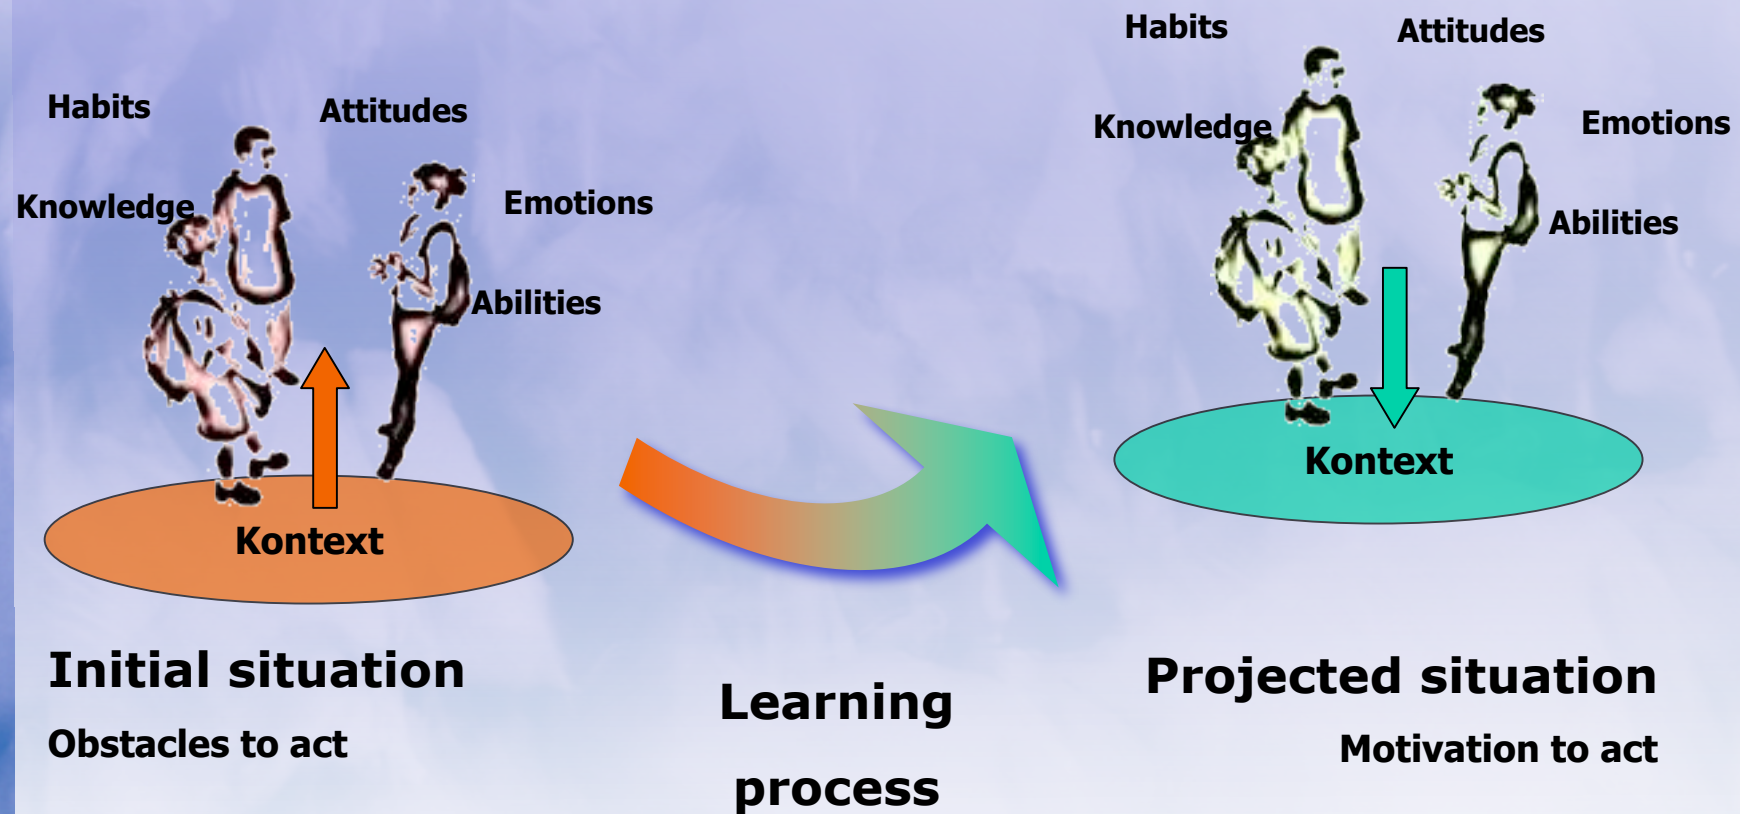 Habits
Attitudes
Knowledge
Emotions
Abilities
Kontext
Initial situation
Obstacles to act
Learning
process
Habits
Attitudes
Knowledge
Emotions
Abilities
Kontext
Projected situation
Motivation to act